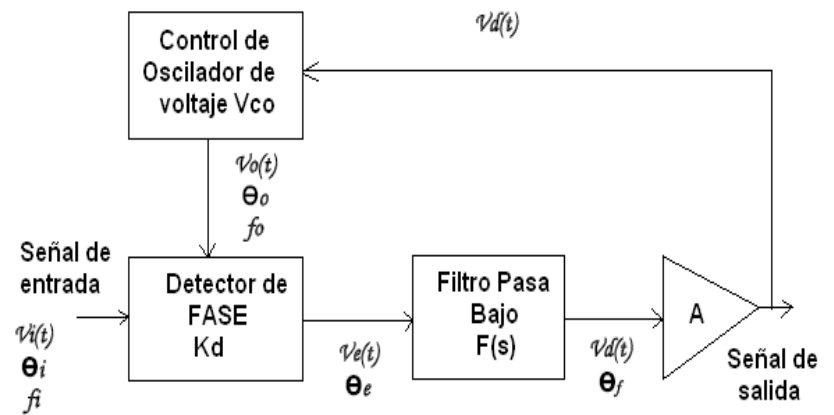 Control de
Oscilador de
voltaje Vco
vd(t)
vo(t)
θo
fo
Señal de
entrada
vi(t)
θi
fi
Detector de
FASE
Kd
ve(t)
θe
Filtro Pasa
Bajo
F(s)
vd(t)
θf
A
Señal de
salida